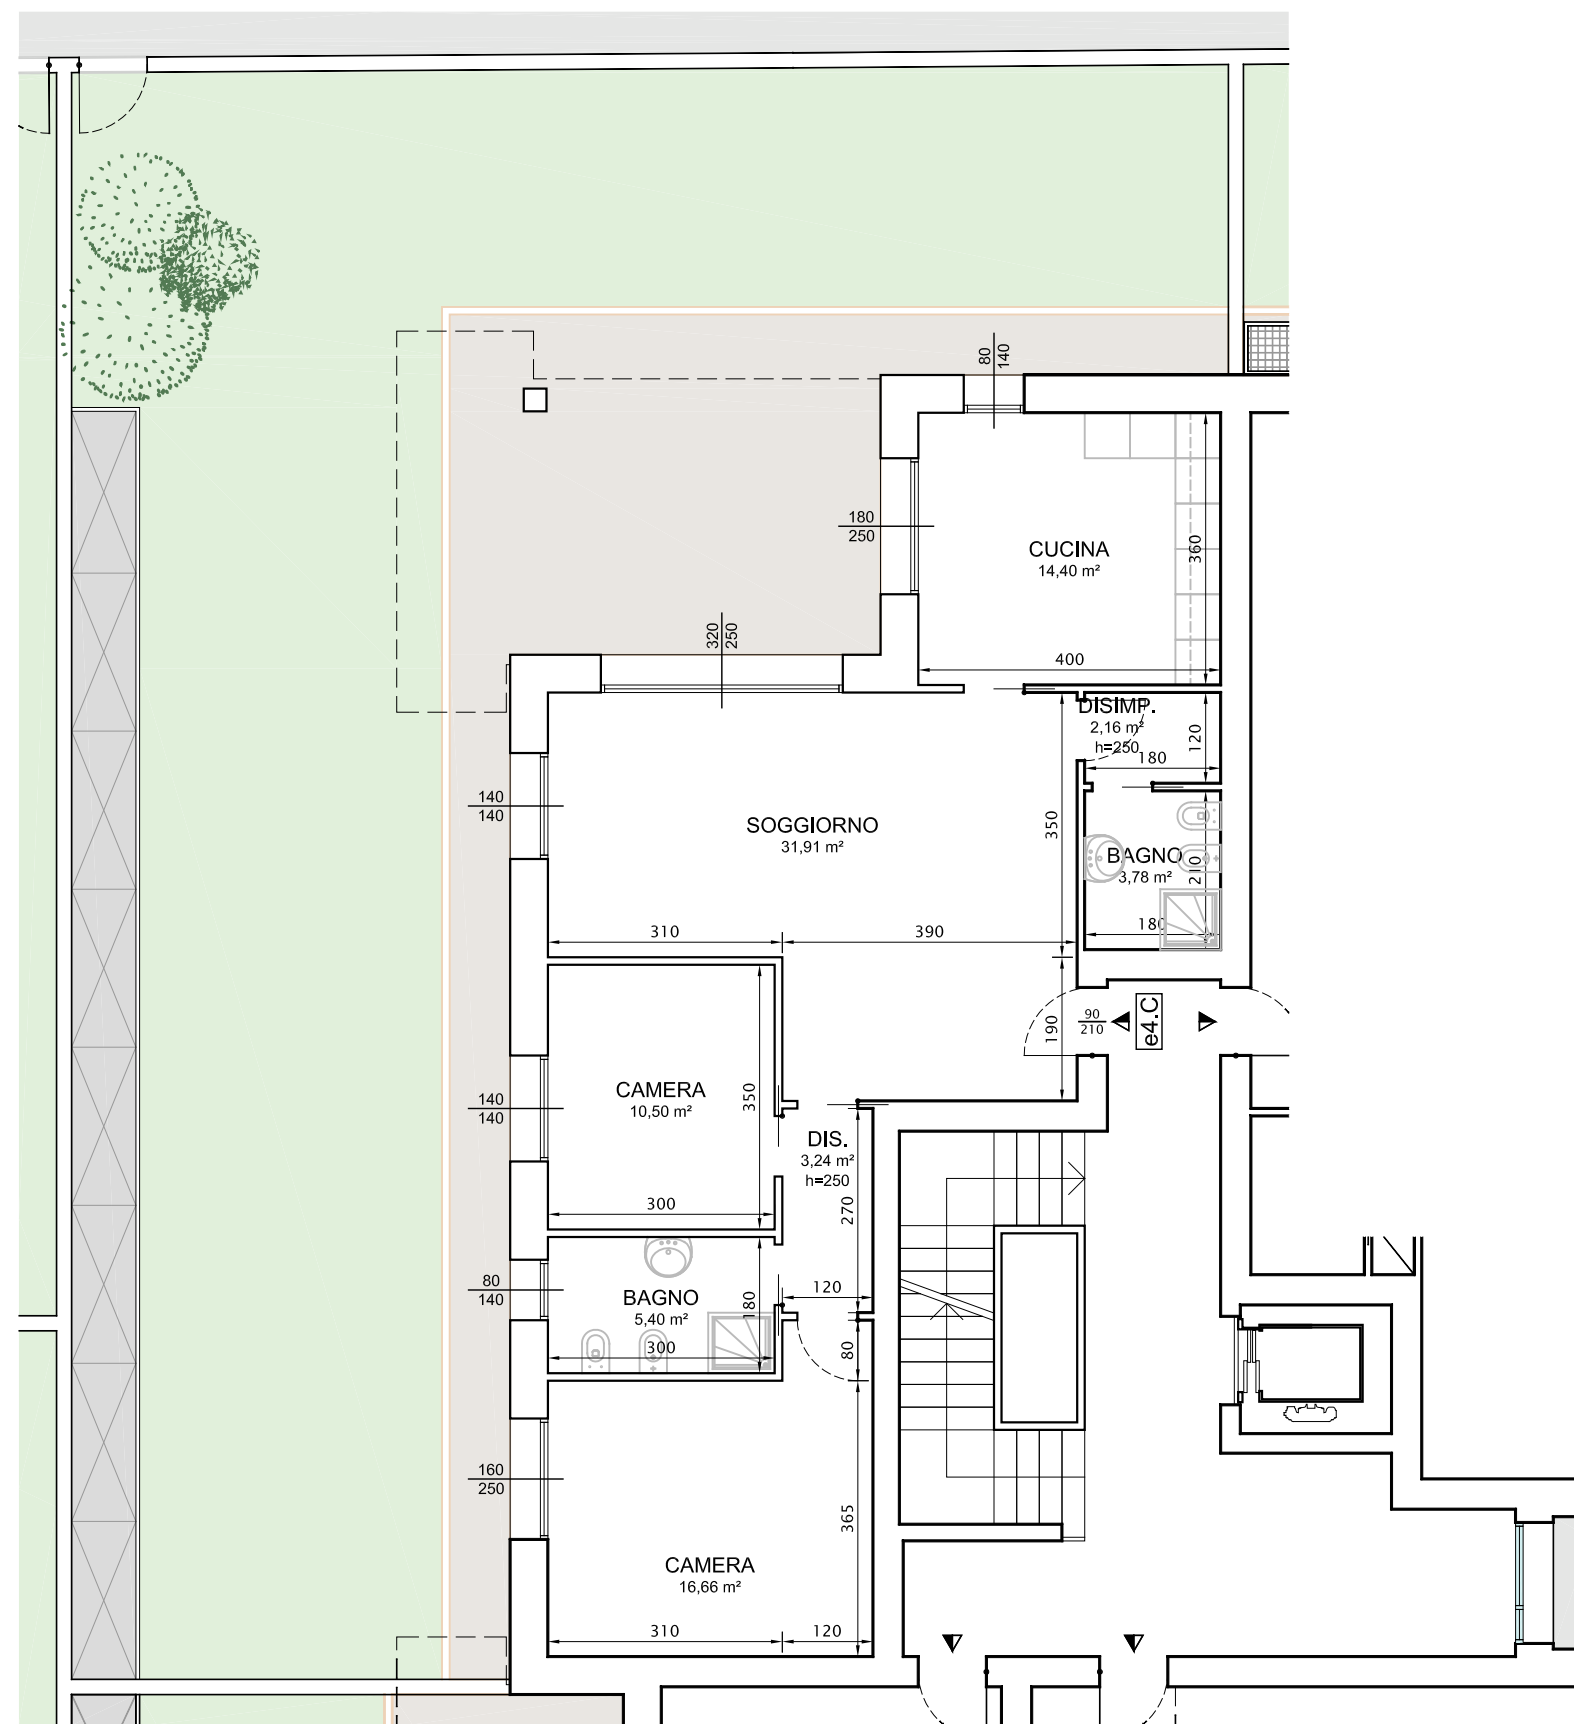 80
140
180
250
CUCINA
14,40 m²
360
400
320
250
DISIMP.
2,16 m²
h=250
120
180
140
140
SOGGIORNO
31,91 m²
350
BAGNO
3,78 m²
210
180
310
390
190
90
210
e4.C
CAMERA
10,50 m²
350
140
140
DIS.
3,24 m²
h=250
270
300
80
140
BAGNO
5,40 m²
180
120
300
80
160
250
365
CAMERA
16,66 m²
310
120